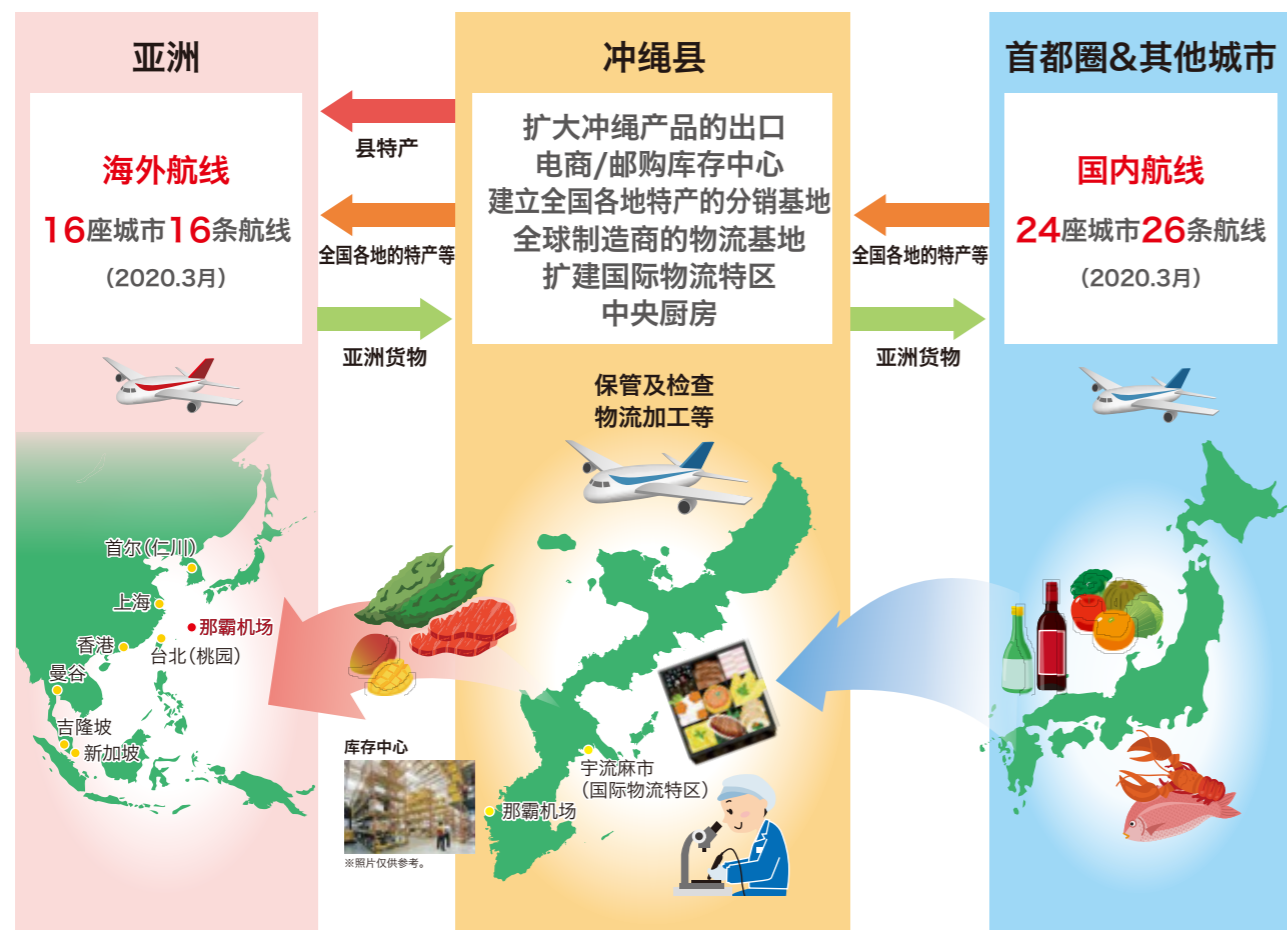 亚洲
海外航线
16座城市16条航线
(2020.3月)
县特产
全国各地的特产等
亚洲货物
冲绳县
扩大冲绳产品的出口
电商/邮购库存中心
建立全国各地特产的分销基地
全球制造商的物流基地
扩建国际物流特区
中央厨房
保管及检查
物流加工等
全国各地的特产等
亚洲货物
首都圈&其他城市
国内航线
24座城市26条航线
(2020.3月)
首尔(仁川)
上海
那霸机场
香港
台北(桃园)
曼谷
吉隆坡
新加坡
库存中心
※照片仅供参考。
宇流麻市
(国际物流特区)
那霸机场